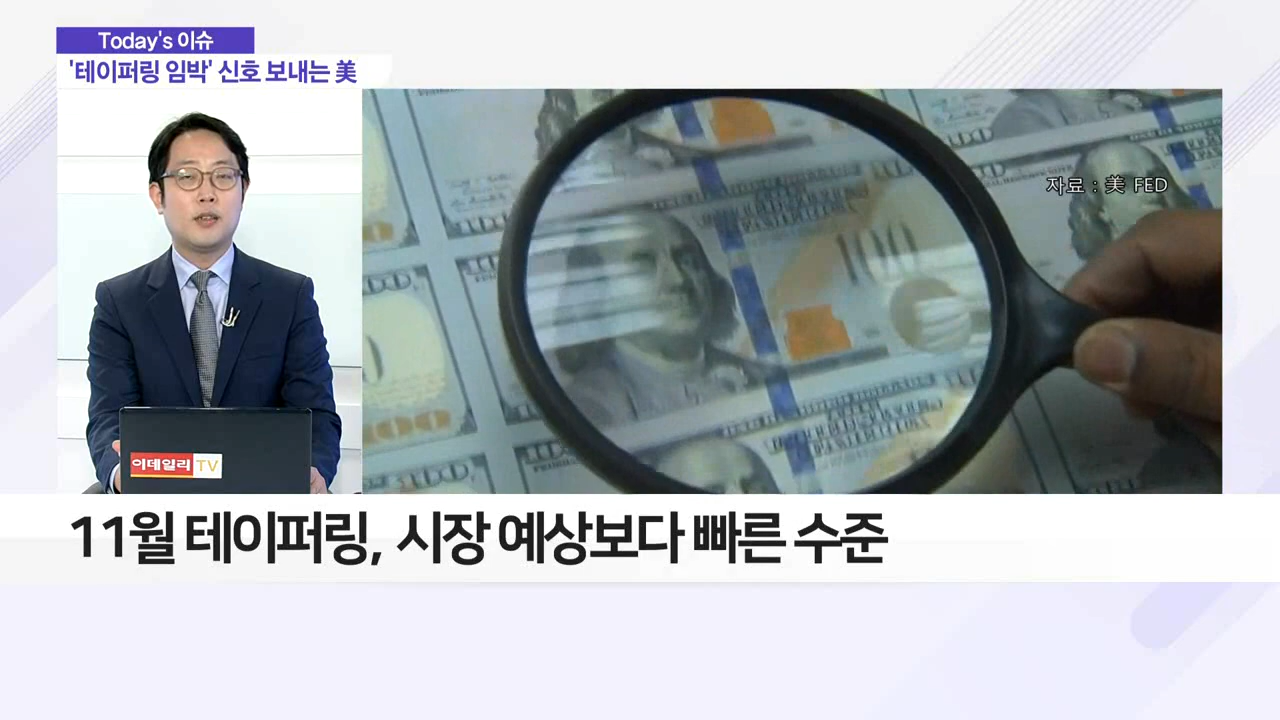 Today's 이슈
'테이퍼링 임박' 신호 보내는 美
자료 : 美 FED
100
이데일리 TV
11월 테이퍼링, 시장 예상보다 빠른 수준